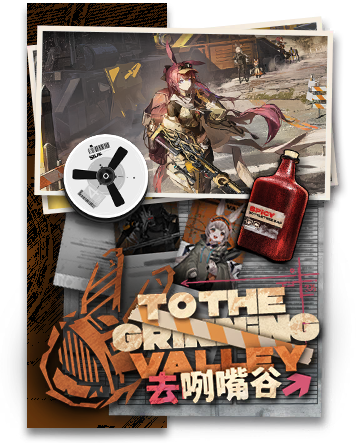 SPICY
TO THE
GRINNING
VALLEY
去咧嘴谷